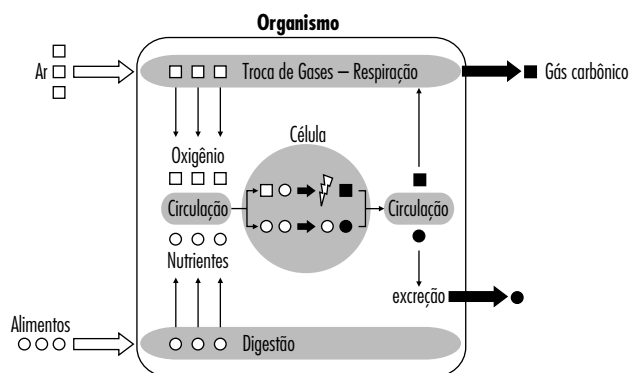 Organismo
Ar
Troca de Gases – Respiração
Gás carbônico
Célula
Oxigênio
Circulação
Circulação
Nutrientes
excreção
Alimentos
Digestão